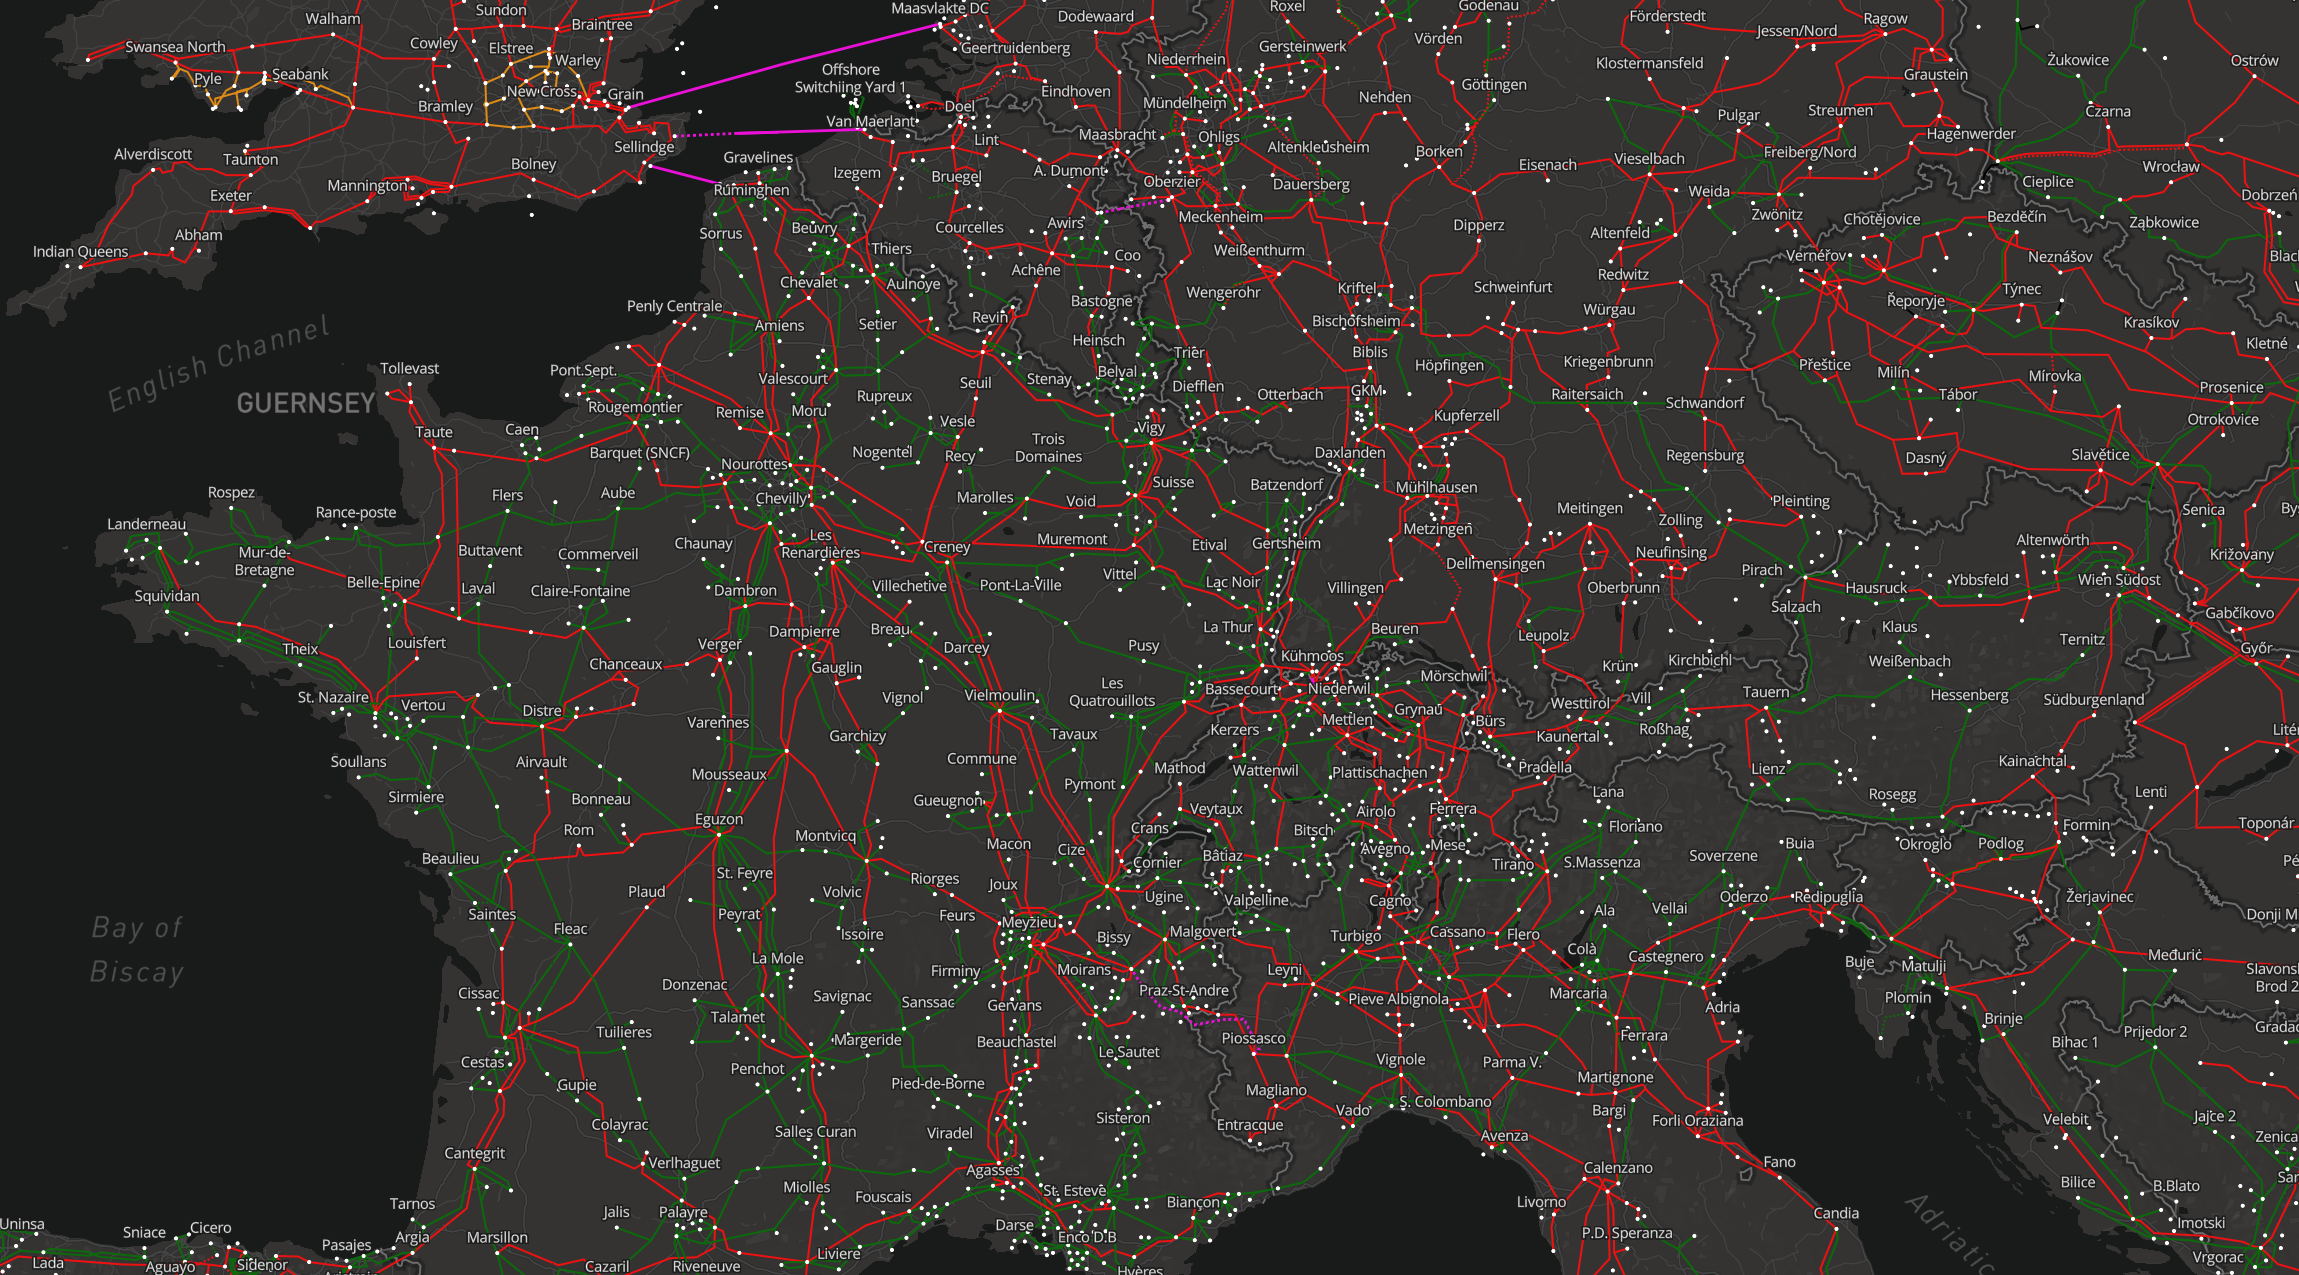 Maasvlakte DC
Roxel
Godenau
Sundon
Walham
Braintree
Dodewaard
Förderstedt
Ragow
Jessen/Nord
Cowley
Elstree
Swansea North
Geertruidenberg
Gersteinwerk
Vörden
Warley
Niederrhein
Klostermansfeld
Żukowice
Ostrów
Pyle
Seabank
Offshore
Switchiing Yard 1
Göttingen
Graustein
New Cross
Grain
Eindhoven
Nehden
Bramley
Doel
Mündelheim
Pulgar
Streumen
Czarna
Van Maerlant
Maasbracht
Ohligs
Hagenwerder
Sellindge
Lint
Altenkleusheim
Borken
Alverdiscott
Taunton
Gravelines
Bolney
Eisenach
Vieselbach
Freiberg/Nord
Wrocław
Izegem
Bruegel
A. Dumont
Oberzier
Mannington
Ruminghen
Dauersberg
Weida
Cieplice
Exeter
Dobrzeń
Meckenheim
Zwönitz
Chotějovice
Bezděčín
Ząbkowice
Abham
Sorrus
Beuvry
Courcelles
Awirs
Dipperz
Altenfeld
Indian Queens
Thiers
Coo
Weißenthurm
Vernéřov
Neznášov
Achêne
Redwitz
Chevalet
Aulnoye
Wengerohr
Kriftel
Schweinfurt
Týnec
Penly Centrale
Bastogne
Řeporyje
Würgau
Amiens
Setier
Revin
Bischofsheim
Krasíkov
English Channel
Heinsch
Trier
Biblis
Kletné
Tollevast
Pont.Sept.
Valescourt
Seuil
Stenay
Belval
Diefflen
Höpfingen
Kriegenbrunn
Přeštice
Milín
Mírovka
Prosenice
GUERNSEY
Rupreux
Otterbach
GKM
Raitersaich
Tábor
Schwandorf
Rougemontier
Remise
Moru
Kupferzell
Otrokovice
Taute
Caen
Vesle
Vigy
Trois
Domaines
Barquet (SNCF)
Nogentel
Recy
Daxlanden
Regensburg
Dasný
Slavětice
Nourottes
Suisse
Batzendorf
Mühlhausen
Rospez
Flers
Aube
Chevilly
Marolles
Void
Pleinting
Meitingen
Senica
Rance-poste
Landerneau
Zolling
Metzingen
Les
Renardières
Chaunay
Creney
Muremont
Etival
Gertsheim
Altenwörth
Mur-de-
Bretagne
Buttavent
Commerveil
Neufinsing
Križovany
Dellmensingen
Vittel
Pirach
Belle-Epine
Laval
Claire-Fontaine
Dambron
Villechetive
Pont-La-Ville
Lac Noir
Villingen
Oberbrunn
Hausruck
Ybbsfeld
Wien Südost
Squividan
Salzach
Gabčíkovo
La Thur
Beuren
Leupolz
Klaus
Ternitz
Louisfert
Verger
Dampierre
Breau
Darcey
Pusy
Theix
Győr
Chanceaux
Gauglin
Kühmoos
Krün
Kirchbichl
Weißenbach
Mörschwil
St. Nazaire
Vertou
Distre
Vignol
Vielmoulin
Les
Quatrouillots
Bassecourt
Niederwil
Westtirol
Vill
Tauern
Hessenberg
Südburgenland
Varennes
Grynau
Mettlen
Bürs
Garchizy
Tavaux
Kerzers
Kaunertal
Roßhag
Soullans
Airvault
Commune
Mathod
Wattenwil
Plattischachen
Pradella
Lienz
Kainachtal
Mousseaux
Sirmiere
Bonneau
Gueugnon
Pymont
Lana
Rosegg
Lenti
Veytaux
Airolo
Ferrera
Eguzon
Rom
Montvicq
Crans
Bitsch
Floriano
Formin
Toponár
Macon
Cize
Avegno
Mese
Buia
Okroglo
Podlog
Beaulieu
Cornier
Bâtiaz
Tirano
S.Massenza
Soverzene
St. Feyre
Plaud
Volvic
Riorges
Joux
Ugine
Valpelline
Cagno
Oderzo
Redipuglia
Žerjavinec
Saintes
Peyrat
Feurs
Meyzieu
Ala
Vellai
Fleac
Issoire
Bissy
Malgovert
Turbigo
Cassano
Flero
Bay of
Biscay
La Mole
Colà
Castegnero
Međurić
Firminy
Moirans
Leyni
Buje
Matulji
Slavonsk
Brod 2
Cissac
Donzenac
Savignac
Sanssac
Gervans
Praz-St-Andre
Pieve Albignola
Marcaria
Plomin
Adria
Talamet
Tuilieres
Margeride
Beauchastel
Le Sautet
Piossasco
Ferrara
Brinje
Prijedor 2
Bihac 1
Cestas
Penchot
Vignole
Parma V.
Gupie
Pied-de-Borne
Magliano
Martignone
S. Colombano
Vado
Bargi
Forli Oraziana
Colayrac
Salles Curan
Viradel
Sisteron
Entracque
Velebit
Jajce 2
Cantegrit
Verlhaguet
Agasses
Avenza
Calenzano
Fano
Miolles
Fouscais
St. Esteve
Biançon
Livorno
Bilice
B.Blato
Tarnos
Jalis
Palayre
Darse
Candia
Adriatic
Imotski
Uninsa
Sniace
Cicero
Argia
Marsillon
Enco D.B
P.D. Speranza
Vrgorac
Pasajes
Liviere
Lada
Aguayo
Sidenor
Cazaril
Riveneuve
Hyères